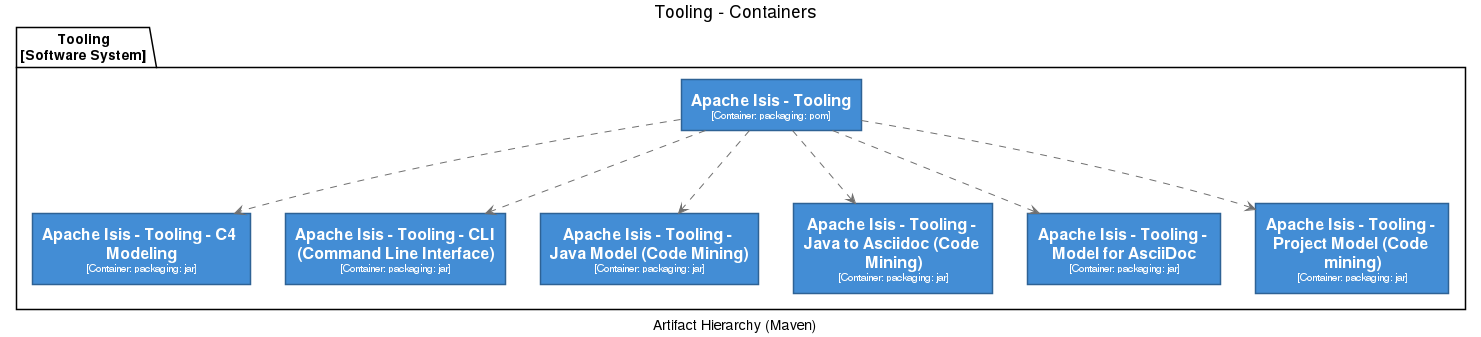 Tooling - Containers
Tooling
[Software System]
Apache Isis - Tooling
[Container: packaging: pom]
Apache Isis - Tooling - C4
Modeling
[Container: packaging: jar]
Apache Isis - Tooling - CLI
(Command Line Interface)
[Container: packaging: jar]
Apache Isis - Tooling -
Java Model (Code Mining)
[Container: packaging: jar]
Apache Isis - Tooling -
Java to Asciidoc (Code
Mining)
[Container: packaging: jar]
Apache Isis - Tooling -
Model for AsciiDoc
[Container: packaging: jar]
Apache Isis - Tooling -
Project Model (Code
mining)
[Container: packaging: jar]
Artifact Hierarchy (Maven)